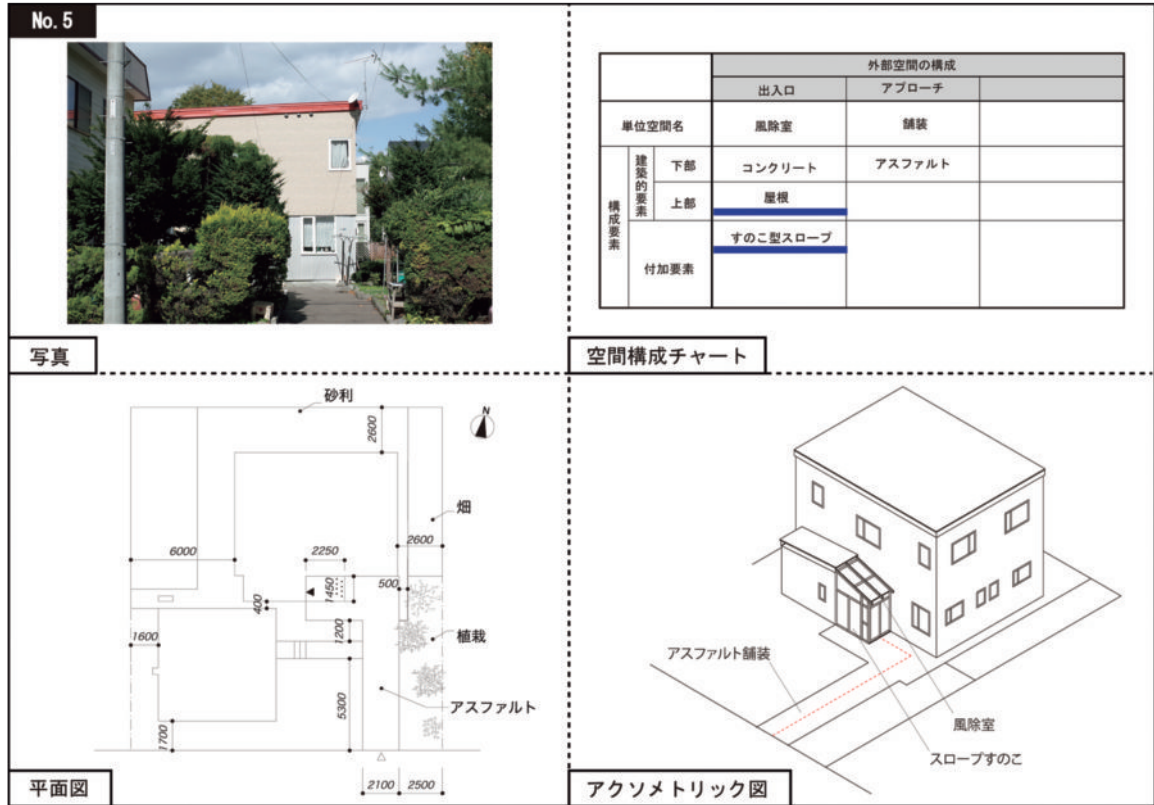 No. 5
写真
空間構成チャート
外部空間の構成
出入口 アプローチ
単位空間名 風除室 舗装
構成要素
建築的要素
下部 コンクリート アスファルト
上部 屋根
付加要素 すのこ型スロープ
平面図
砂利
N
2600
畑
6000
2250
2600
1450
500
400
1200
1600
植栽
5300
アスファルト
1700
2100 2500
アクソメトリック図
アスファルト舗装
風除室
スロープすのこ